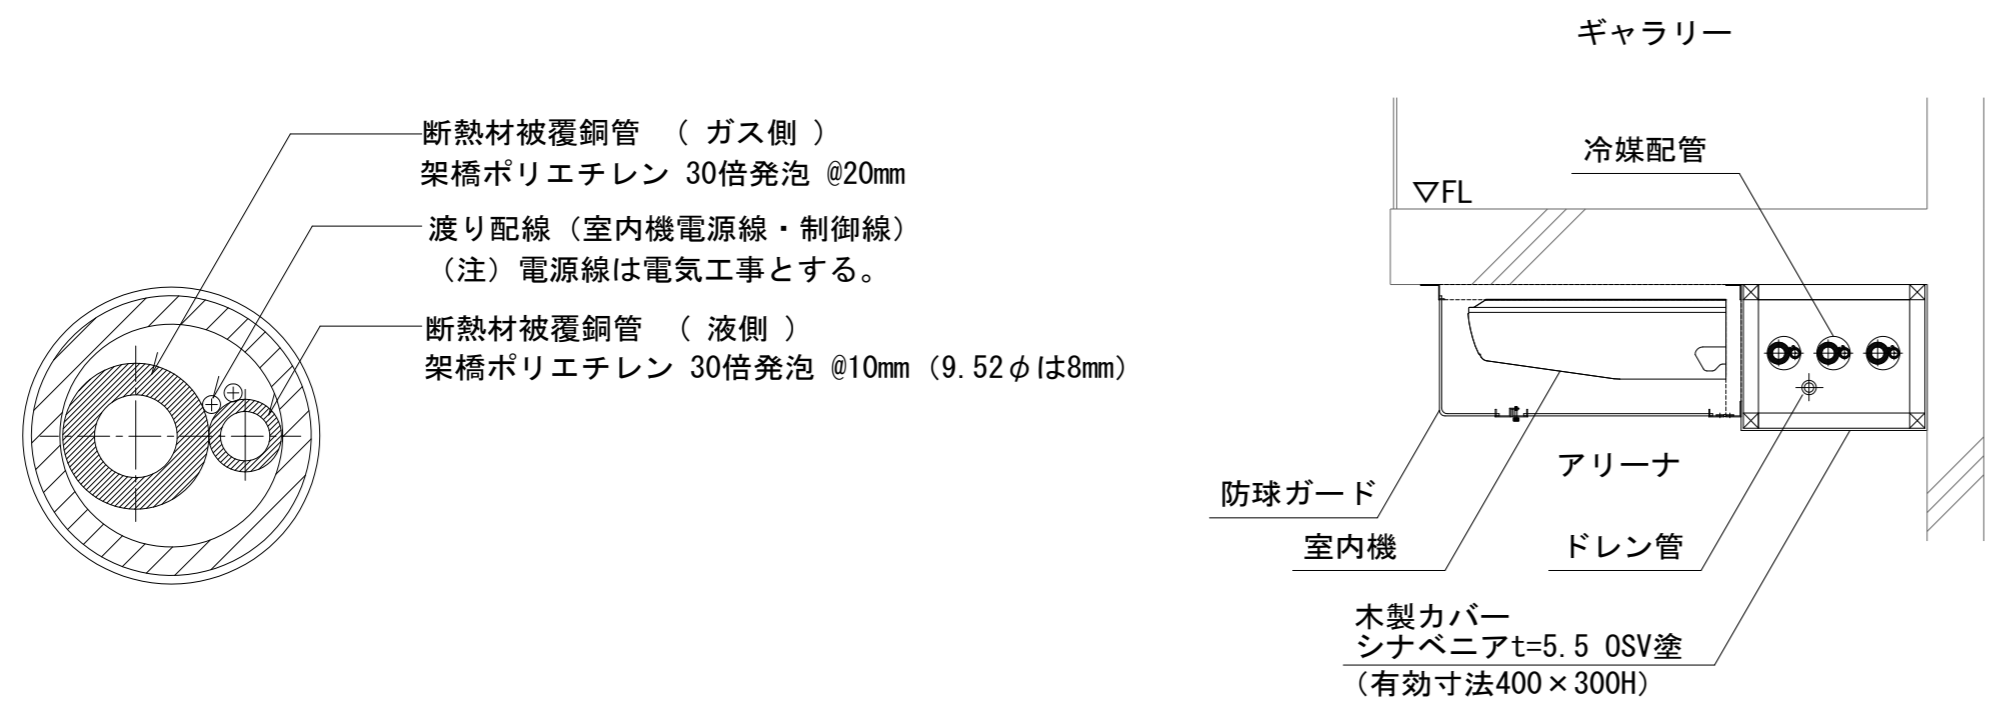 断熱材被覆銅管 （ ガス側 ）
架橋ポリエチレン 30倍発泡 @20mm
渡り配線（室内機電源線・制御線）
（注）電源線は電気工事とする。
断熱材被覆銅管 （ 液側 ）
架橋ポリエチレン 30倍発泡 @10mm（9.52φは8mm）
ギャラリー
冷媒配管
▽FL
アリーナ
防球ガード
室内機
ドレン管
木製カバー
シナベニアt=5.5 OSV塗
（有効寸法400×300H）